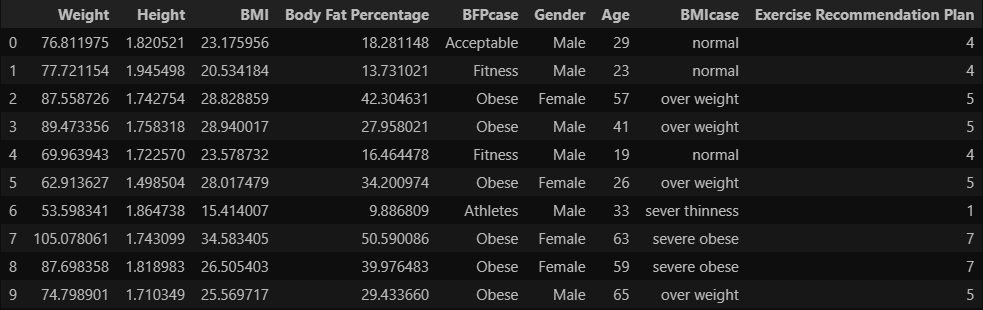 Weight Height BMI Body Fat Percentage BFPcase Gender Age BMIcase Exercise Recommendation Plan
0 76.811975 1.820521 23.175956 18.281148 Acceptable Male 29 normal 4
1 77.721154 1.945498 20.534184 13.731021 Fitness Male 23 normal 4
2 87.558726 1.742754 28.828859 42.304631 Obese Female 57 over weight 5
3 89.473356 1.758318 28.940017 27.958021 Obese Male 41 over weight 5
4 69.963943 1.722570 23.578732 16.464478 Fitness Male 19 normal 4
5 62.913627 1.498504 28.017479 34.200974 Obese Female 26 over weight 5
6 53.598341 1.864738 15.414007 9.886809 Athletes Male 33 sever thinness 1
7 105.078061 1.743099 34.583405 50.590086 Obese Female 63 severe obese 7
8 87.698358 1.818983 26.505403 39.976483 Obese Female 59 severe obese 7
9 74.798901 1.710349 25.569717 29.433660 Obese Male 65 over weight 5